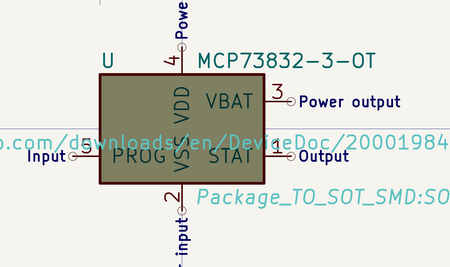 Powe
U
MCP73832-3-OT
4
VDD
VBAT
3
Power output
o.com/downloads/en/DeviceDoc/20001984
Input
5
PROG
VSS
STAT
1
Output
2
Package_TO_SOT_SMD:SO
r input